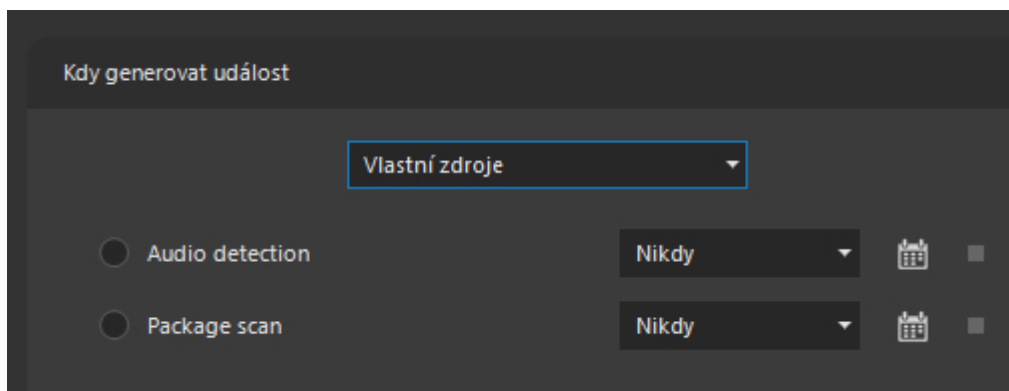 Kdy generovat událost
Vlastní zdroje
Audio detection Nikdy
Package scan Nikdy